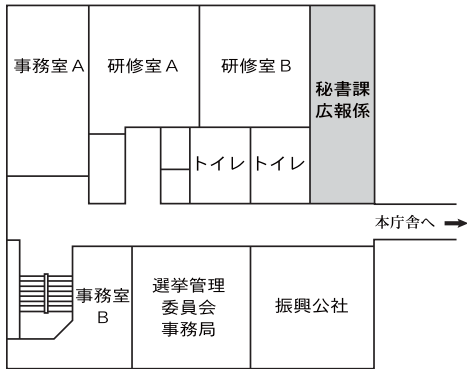 事務室A
研修室A
研修室B
秘書課
広報係
トイレ
トイレ
本庁舎へ
事務室
B
選挙管理
委員会
事務局
振興公社